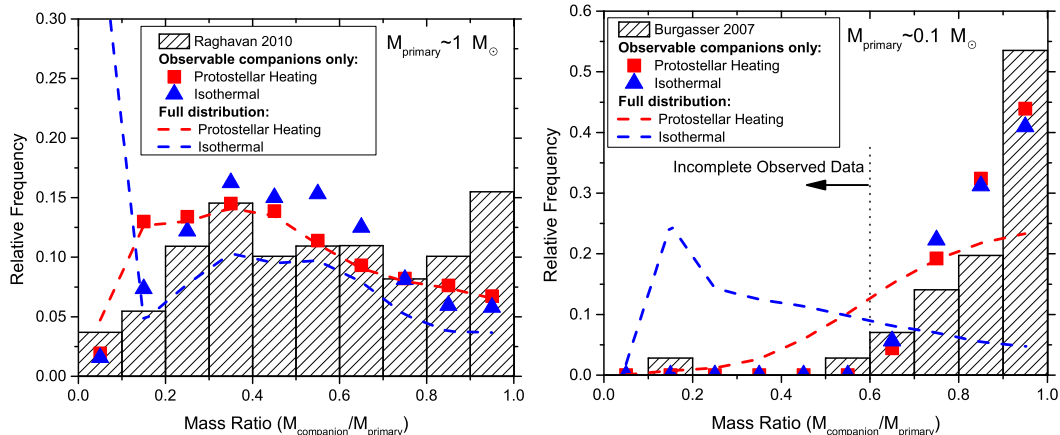 0.30
0.25
0.20
0.15
0.10
0.05
0.00
Relative Frequency
Raghavan 2010
Observable companions only:
Protostellar Heating
Isothermal
Full distribution:
Protostellar Heating
Isothermal
M_primary~1 M_☉
0.0 0.2 0.4 0.6 0.8 1.0
Mass Ratio (M_companion/M_primary)
0.6
0.5
0.4
0.3
0.2
0.1
0.0
Relative Frequency
Burgasser 2007
Observable companions only:
Protostellar Heating
Isothermal
Full distribution:
Protostellar Heating
Isothermal
M_primary~0.1 M_☉
Incomplete Observed Data
0.0 0.2 0.4 0.6 0.8 1.0
Mass Ratio (M_companion/M_primary)